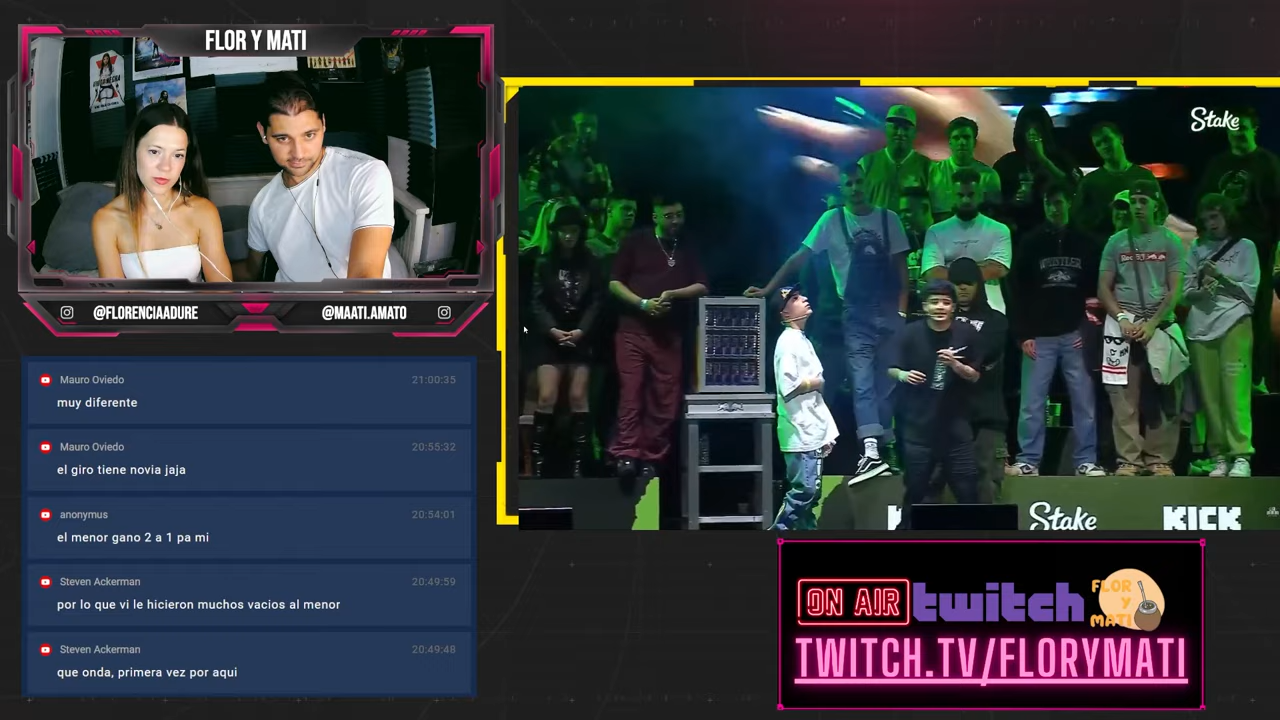 FLOR Y MATI
@FLORENCIAADURE
@MAATI.AMATO
Mauro Oviedo
21:00:35
muy diferente
Mauro Oviedo
20:55:32
el giro tiene novia jaja
anonymus
20:54:01
el menor gano 2 a 1 pa mi
Steven Ackerman
20:49:59
por lo que vi le hicieron muchos vacios al menor
Steven Ackerman
20:49:48
que onda, primera vez por aqui
Stake
WHISTLER
Stake
KICK
ON AIR
twitch
FLOR
Y
MATI
TWITCH.TV/FLORYMATI